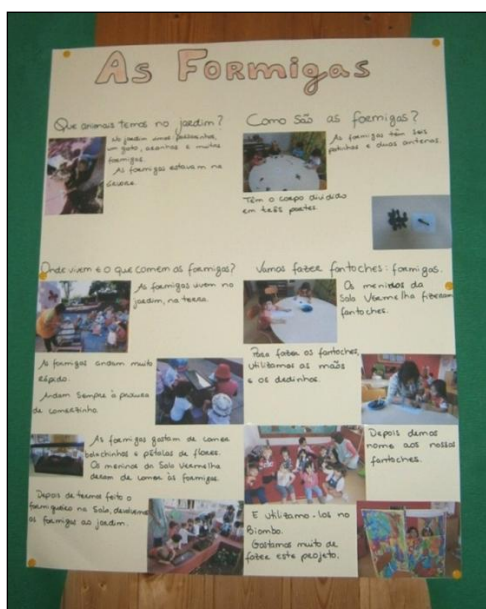 As Formigas
Que animais temos no jardim?
No jardim temos passarinhos,
um gato, aranhas e muitas
formigas.
As formigas estavam na
árvore.
Como são as formigas?
As formigas têm seis
patinhas e duas antenas.
Têm o corpo dividido
em três partes.
Onde vivem e o que comem as formigas?
As formigas vivem no
jardim, na terra.
As formigas andam muito
rápido.
Andam sempre à procura
de comerzinho.
As formigas gostam de comer
bolachinhas e pétalas de flores.
Os meninos da Sala Vermelha
deram de comer às formigas.
Depois de termos feito o
formigueiro na Sala, devolvemos
as formigas ao jardim.
Vamos fazer fantoches: formigas.
Os meninos da
Sala Vermelha fizeram
fantoches.
Para fazer os fantoches,
utilizamos as mãos
e os dedinhos.
Depois demos
nome aos nossos
fantoches.
E utilizamo-los no
Biombo.
Gostamos muito de
fazer este projeto.